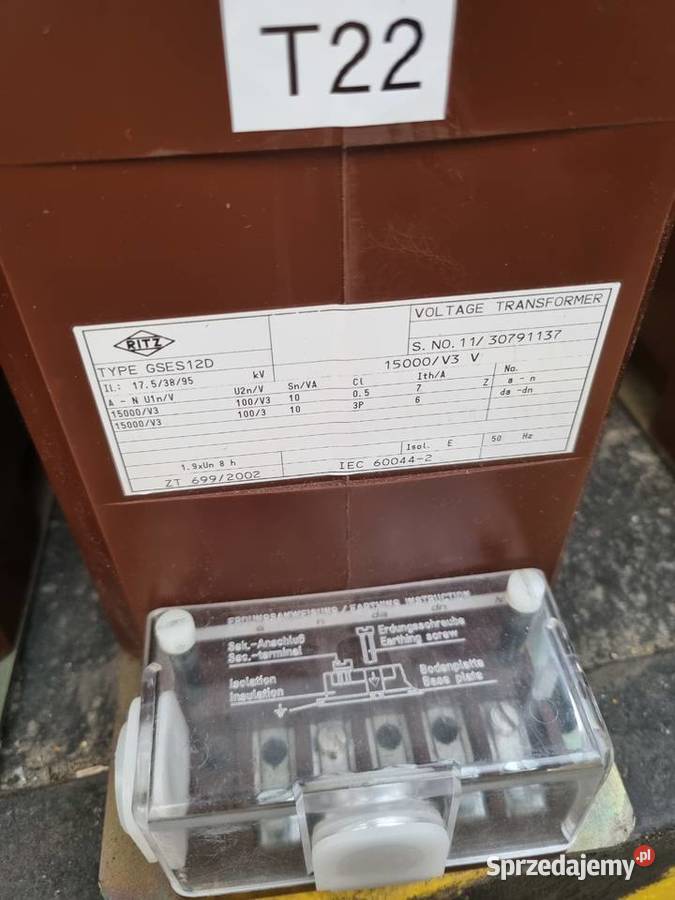 T22
RITZ
VOLTAGE TRANSFORMER
S. NO. 11/ 30791137
TYPE GSES12D
15000/V3 V
IL: 17.5/38/95 kV
A - N U1n/V U2n/V Sn/VA Cl Ith/A Z No.
15000/V3 100/V3 10 0.5 7 a - n
15000/V3 100/3 10 3P 6 da -dn
1.9xUn 8 h Isol. E 50 Hz
ZT 699/2002 IEC 60044-2
ERDUNGSANWEISUNG / EARTHING INSTRUCTION
a n da dn
Sek.-Anschluß Erdungsschraube
Sec.-terminal Earthing screw
Isolation Bodenplatte
Insulation Base plate
Sprzedajemy.pl